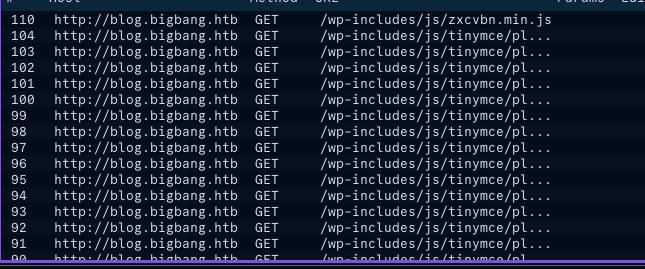 110 http://blog.bigbang.htb GET /wp-includes/js/zxcvbn.min.js
104 http://blog.bigbang.htb GET /wp-includes/js/tinymce/pl...
103 http://blog.bigbang.htb GET /wp-includes/js/tinymce/pl...
102 http://blog.bigbang.htb GET /wp-includes/js/tinymce/pl...
101 http://blog.bigbang.htb GET /wp-includes/js/tinymce/pl...
100 http://blog.bigbang.htb GET /wp-includes/js/tinymce/pl...
99 http://blog.bigbang.htb GET /wp-includes/js/tinymce/pl...
98 http://blog.bigbang.htb GET /wp-includes/js/tinymce/pl...
97 http://blog.bigbang.htb GET /wp-includes/js/tinymce/pl...
96 http://blog.bigbang.htb GET /wp-includes/js/tinymce/pl...
95 http://blog.bigbang.htb GET /wp-includes/js/tinymce/pl...
94 http://blog.bigbang.htb GET /wp-includes/js/tinymce/pl...
93 http://blog.bigbang.htb GET /wp-includes/js/tinymce/pl...
92 http://blog.bigbang.htb GET /wp-includes/js/tinymce/pl...
91 http://blog.bigbang.htb GET /wp-includes/js/tinymce/pl...
90 http://blog.bigbang.htb GET /wp-includes/js/tinymce/pl...